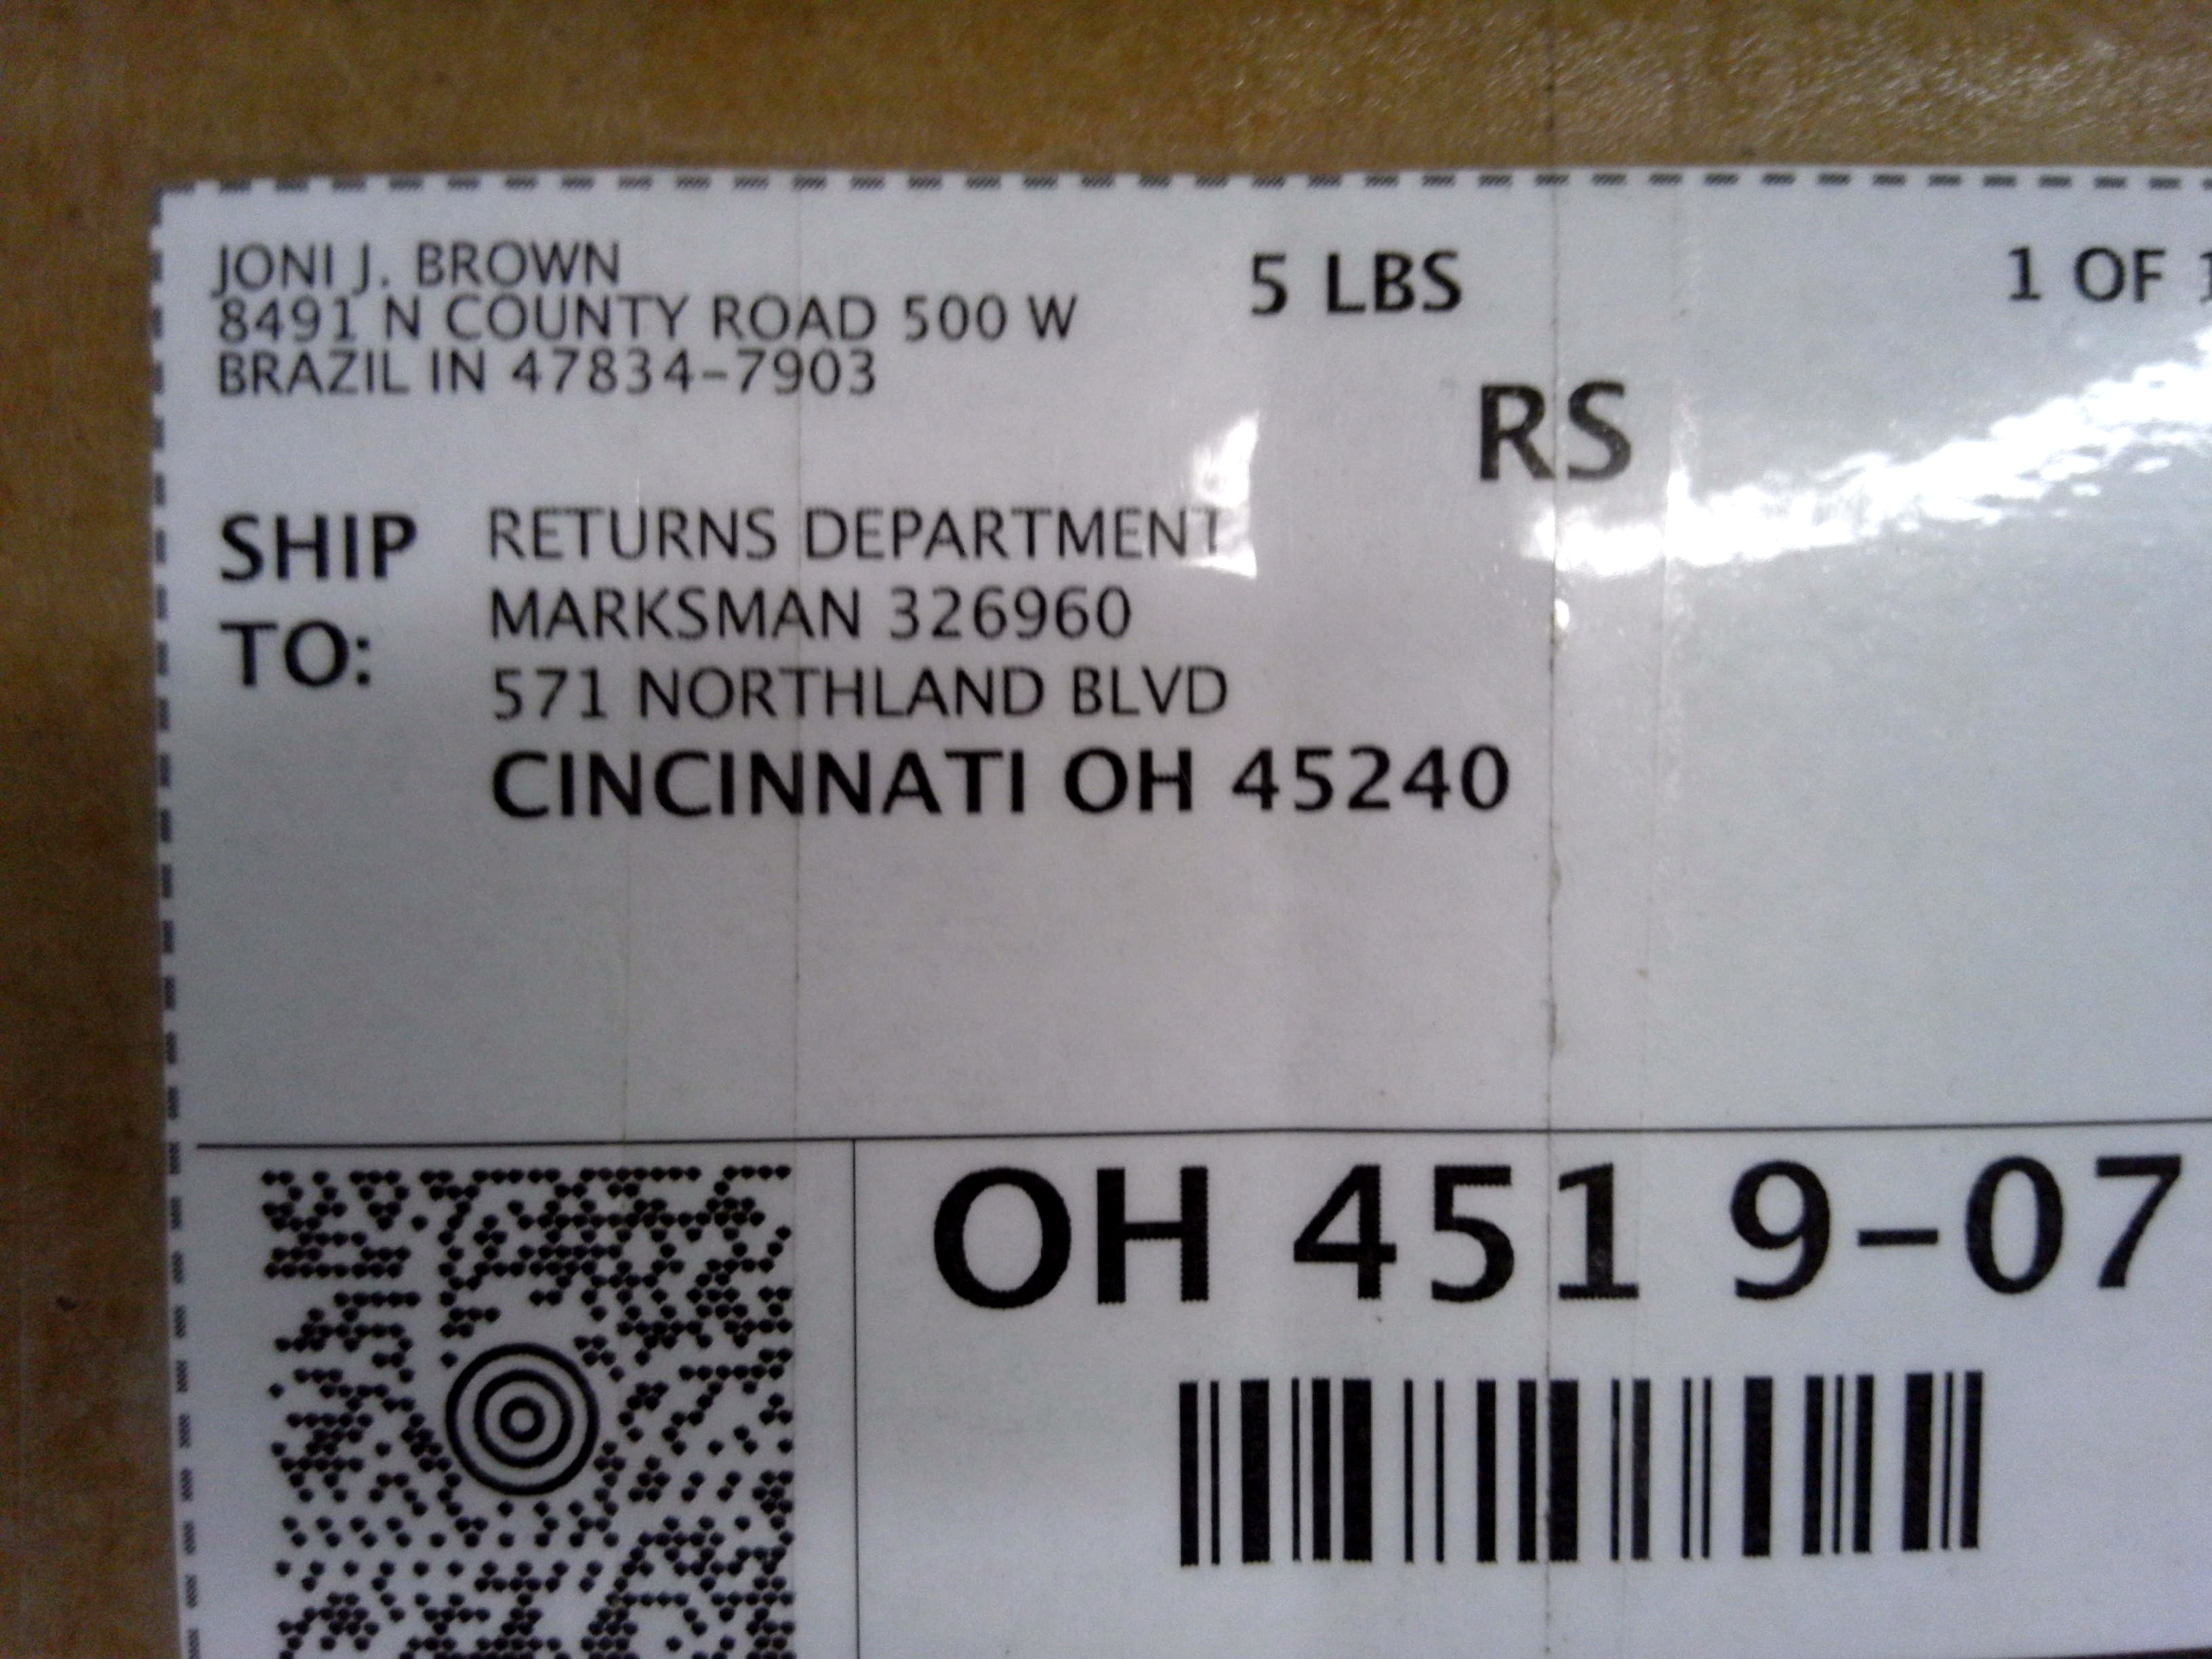 JONI J. BROWN
8491 N COUNTY ROAD 500 W
BRAZIL IN 47834-7903
5 LBS
1 OF 1
RS
SHIP TO:
RETURNS DEPARTMENT
MARKSMAN 326960
571 NORTHLAND BLVD
CINCINNATI OH 45240
OH 451 9-07